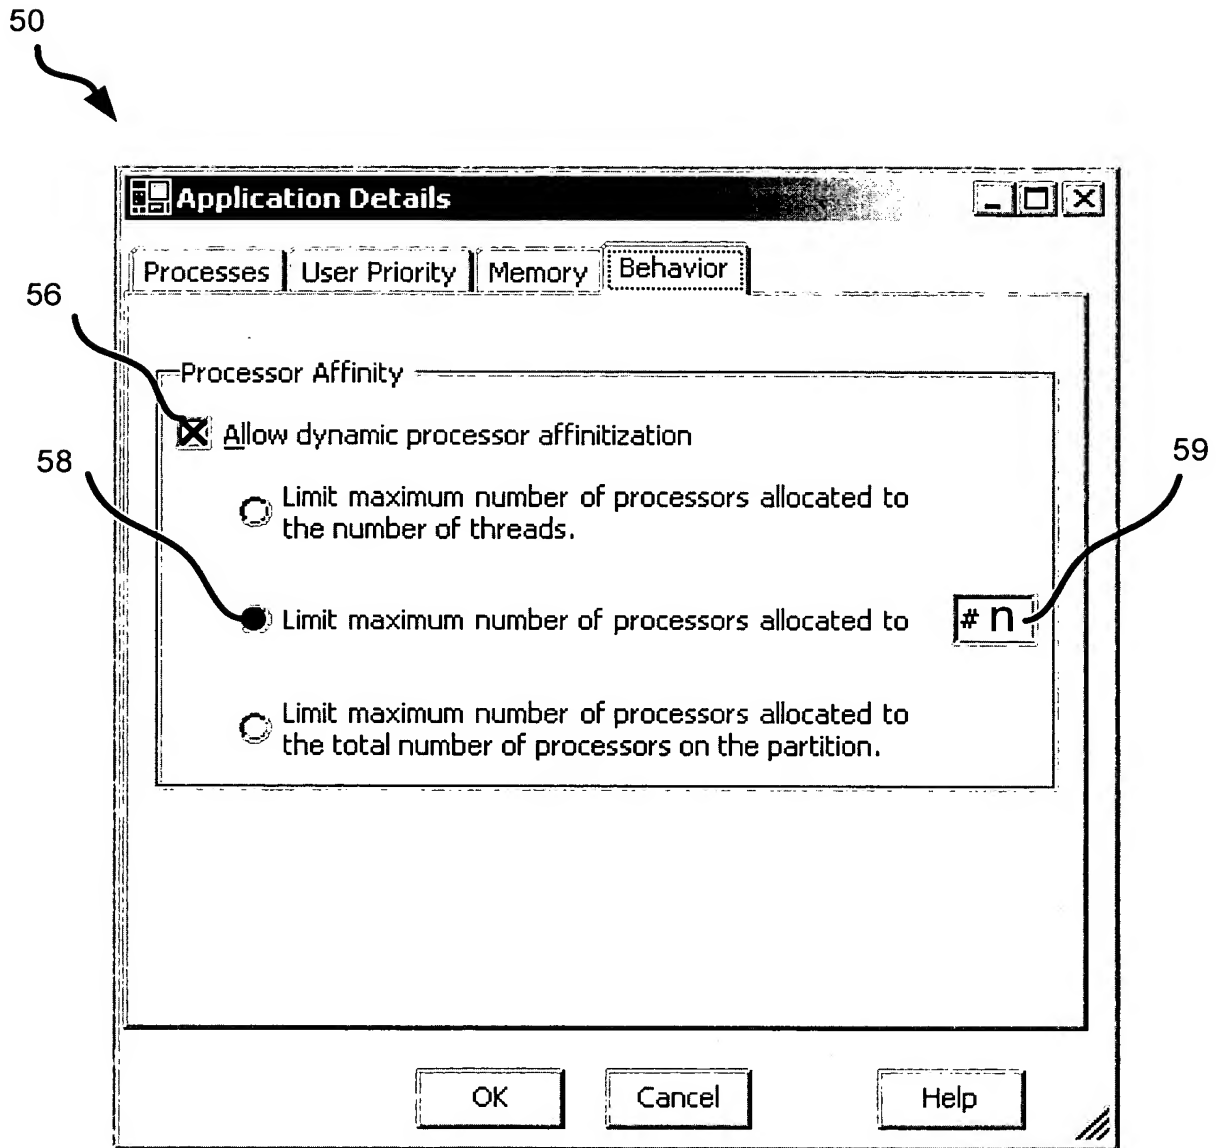 50
Application Details
Processes User Priority Memory Behavior
56
Processor Affinity
Allow dynamic processor affinitization
58
59
Limit maximum number of processors allocated to
the number of threads.
Limit maximum number of processors allocated to # n
Limit maximum number of processors allocated to
the total number of processors on the partition.
OK Cancel Help